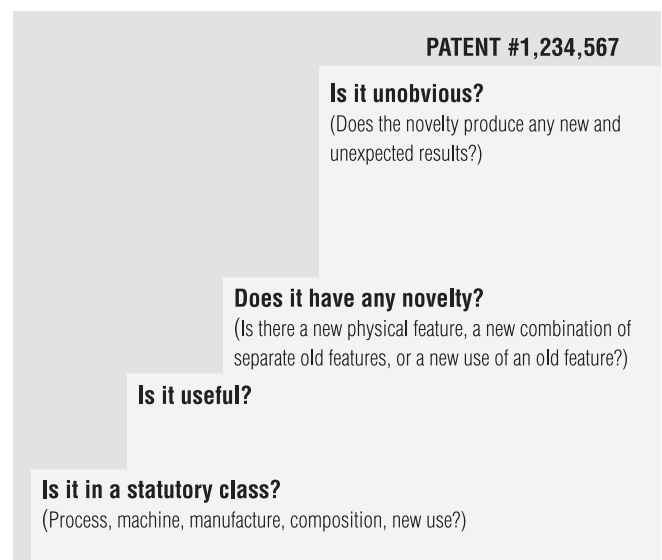 PATENT #1,234,567
Is it unobvious?
(Does the novelty produce any new and
unexpected results?)
Does it have any novelty?
(Is there a new physical feature, a new combination of
separate old features, or a new use of an old feature?)
Is it useful?
Is it in a statutory class?
(Process, machine, manufacture, composition, new use?)